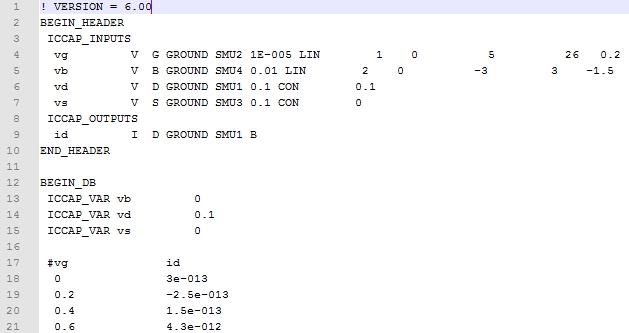 1 ! VERSION = 6.00
2 BEGIN_HEADER
3 ICCAP_INPUTS
4 vg V G GROUND SMU2 1E-005 LIN 1 0 5 26 0.2
5 vb V B GROUND SMU4 0.01 LIN 2 0 -3 3 -1.5
6 vd V D GROUND SMU1 0.1 CON 0.1
7 vs V S GROUND SMU3 0.1 CON 0
8 ICCAP_OUTPUTS
9 id I D GROUND SMU1 B
10 END_HEADER
11
12 BEGIN_DB
13 ICCAP_VAR vb 0
14 ICCAP_VAR vd 0.1
15 ICCAP_VAR vs 0
16
17 #vg id
18 0 3e-013
19 0.2 -2.5e-013
20 0.4 1.5e-013
21 0.6 4.3e-012